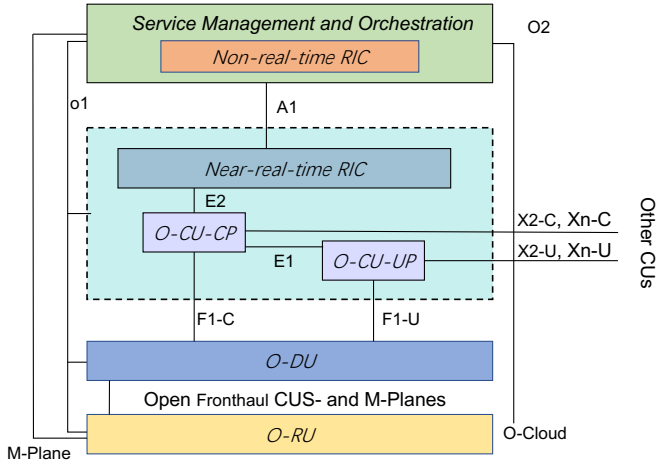 Service Management and Orchestration
O2
Non-real-time RIC
o1
A1
Near-real-time RIC
E2
O-CU-CP
X2-C, Xn-C
E1
O-CU-UP
X2-U, Xn-U
Other CUs
F1-C
F1-U
O-DU
Open Fronthaul CUS- and M-Planes
O-RU
O-Cloud
M-Plane